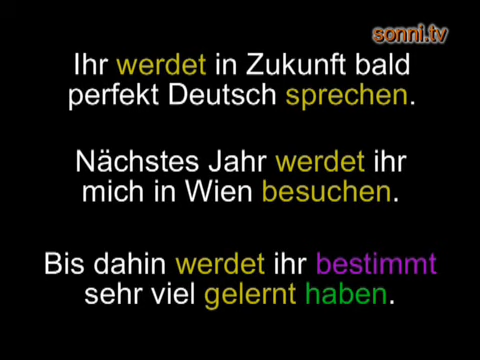 sonni.tv
Ihr werdet in Zukunft bald
perfekt Deutsch sprechen.
Nächstes Jahr werdet ihr
mich in Wien besuchen.
Bis dahin werdet ihr bestimmt
sehr viel gelernt haben.